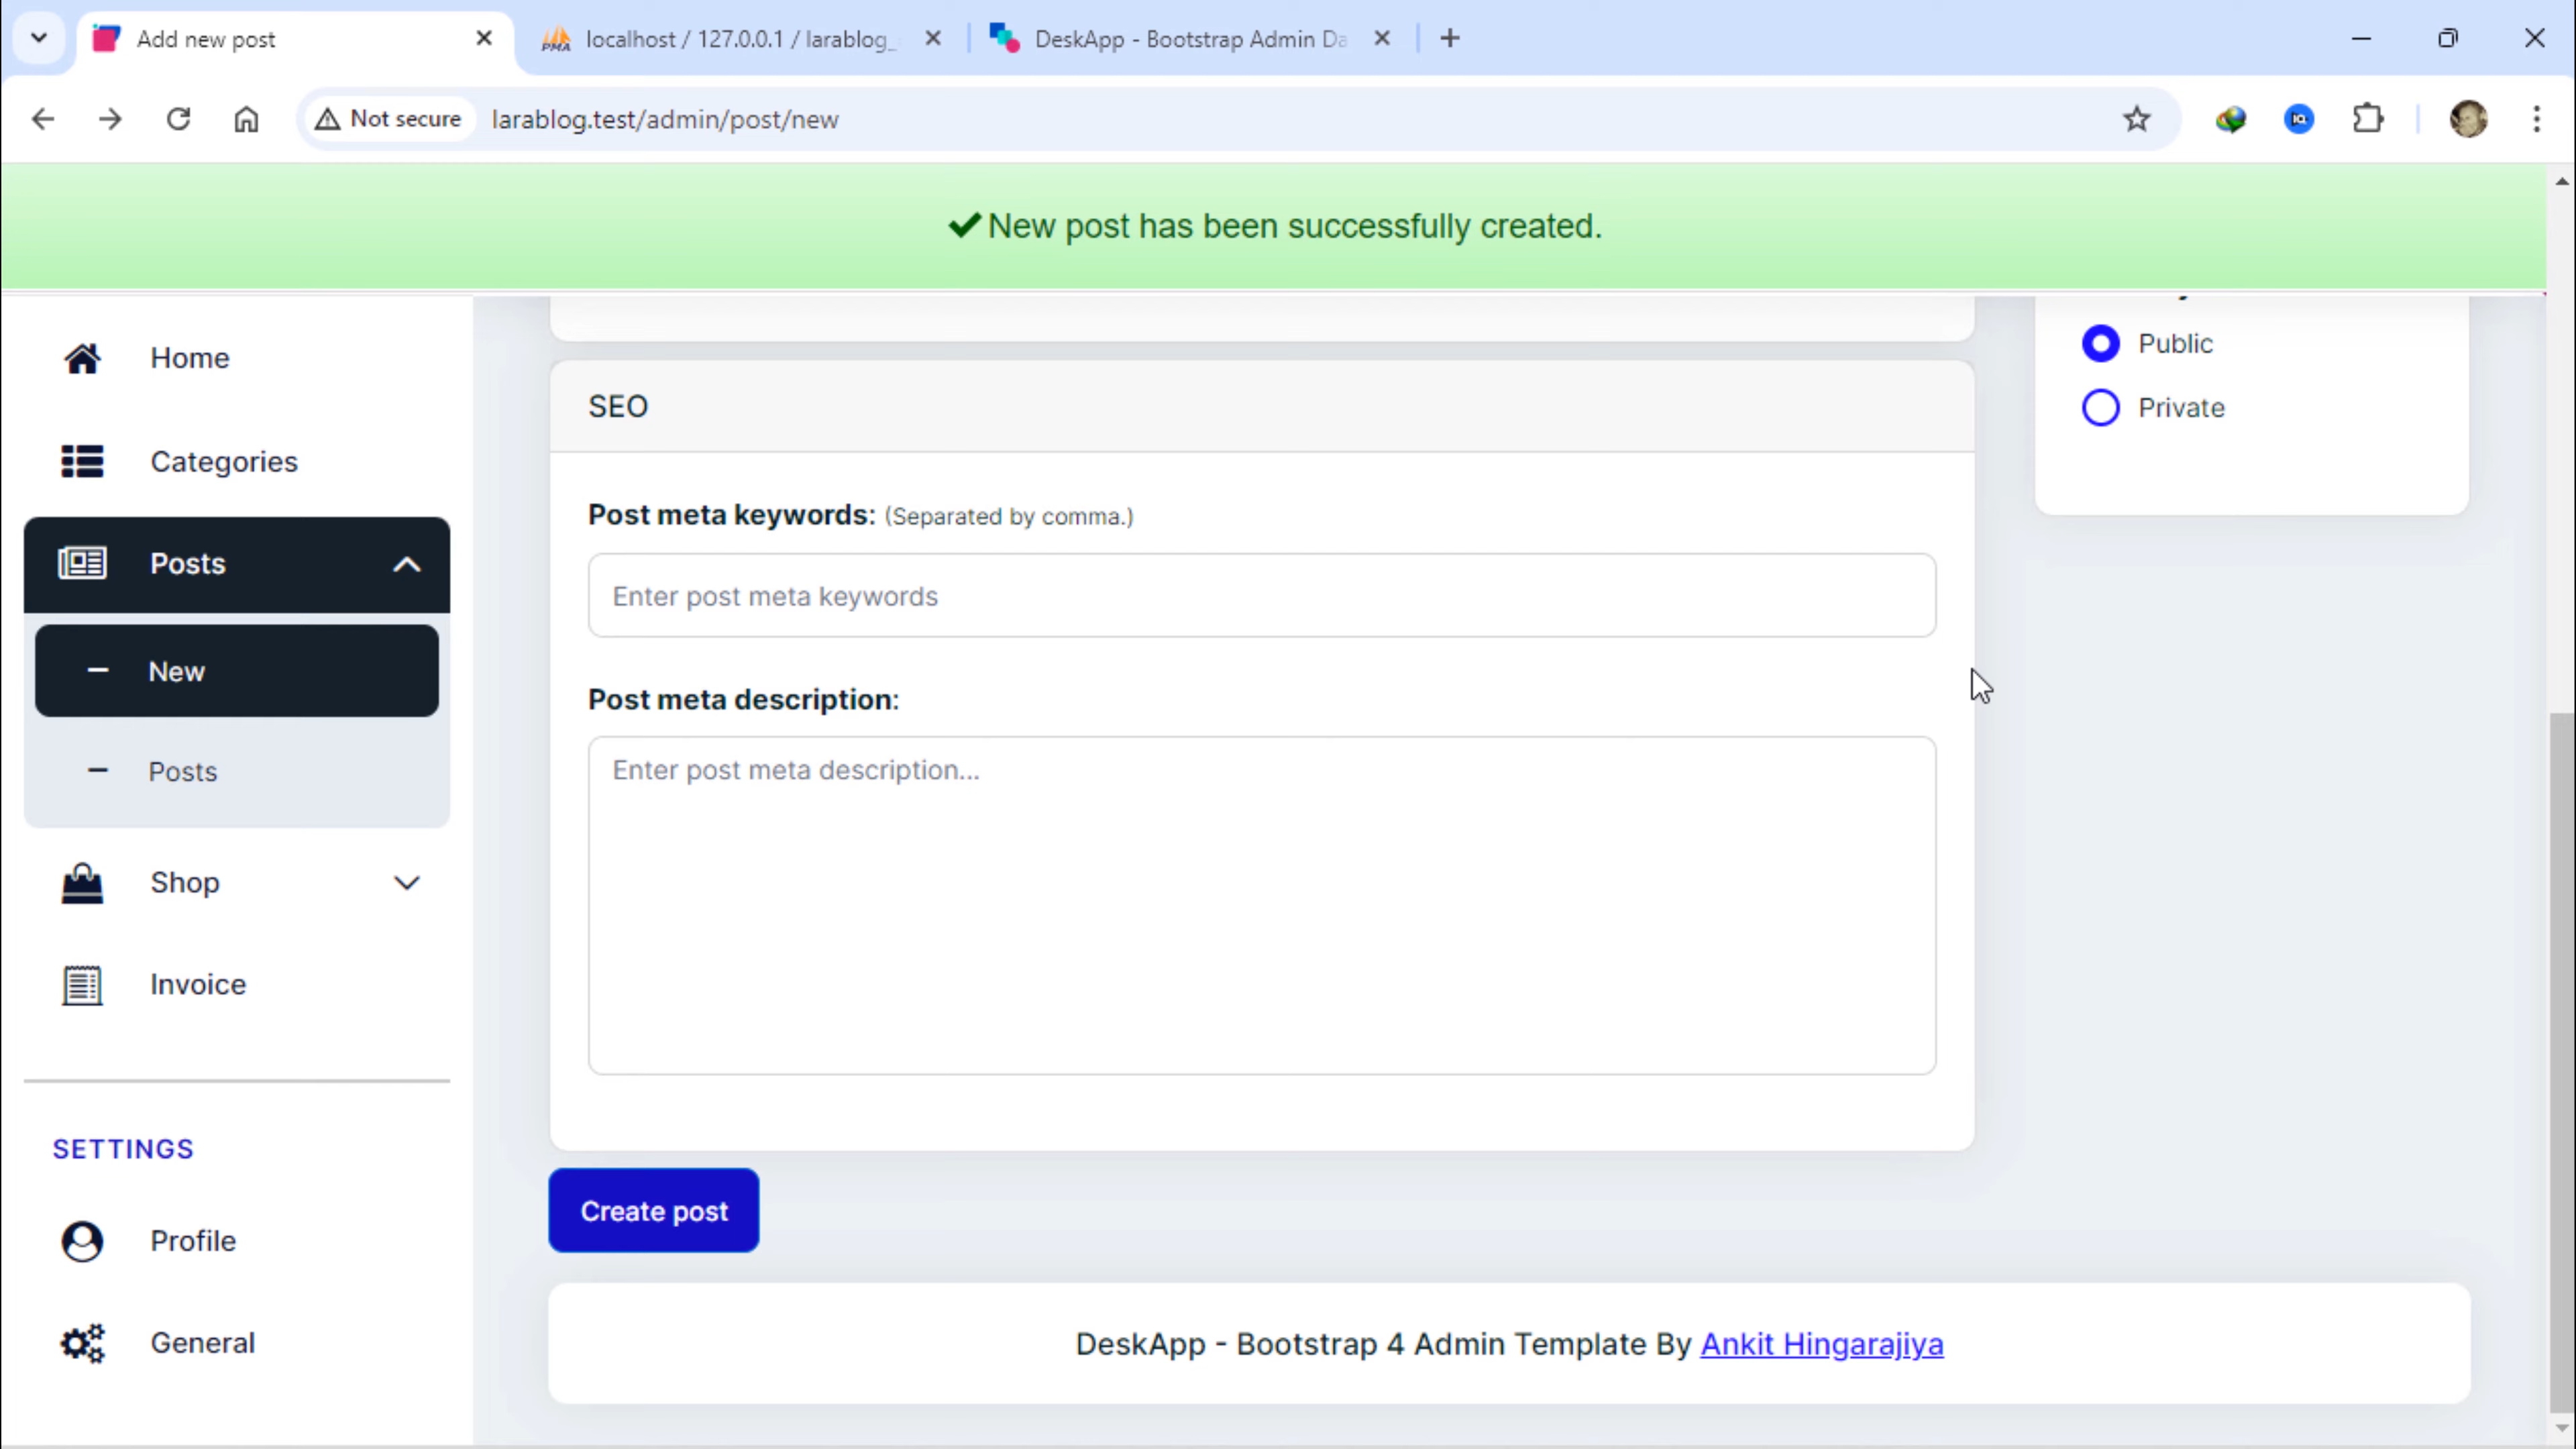 Add new post
localhost / 127.0.0.1 / larablog_
DeskApp - Bootstrap Admin Da
Not secure
larablog.test/admin/post/new
New post has been successfully created.
Home
Categories
Posts
New
Posts
Shop
Invoice
SETTINGS
Profile
General
SEO
Post meta keywords: (Separated by comma.)
Enter post meta keywords
Post meta description:
Enter post meta description...
Create post
Public
Private
DeskApp - Bootstrap 4 Admin Template By Ankit Hingarajiya